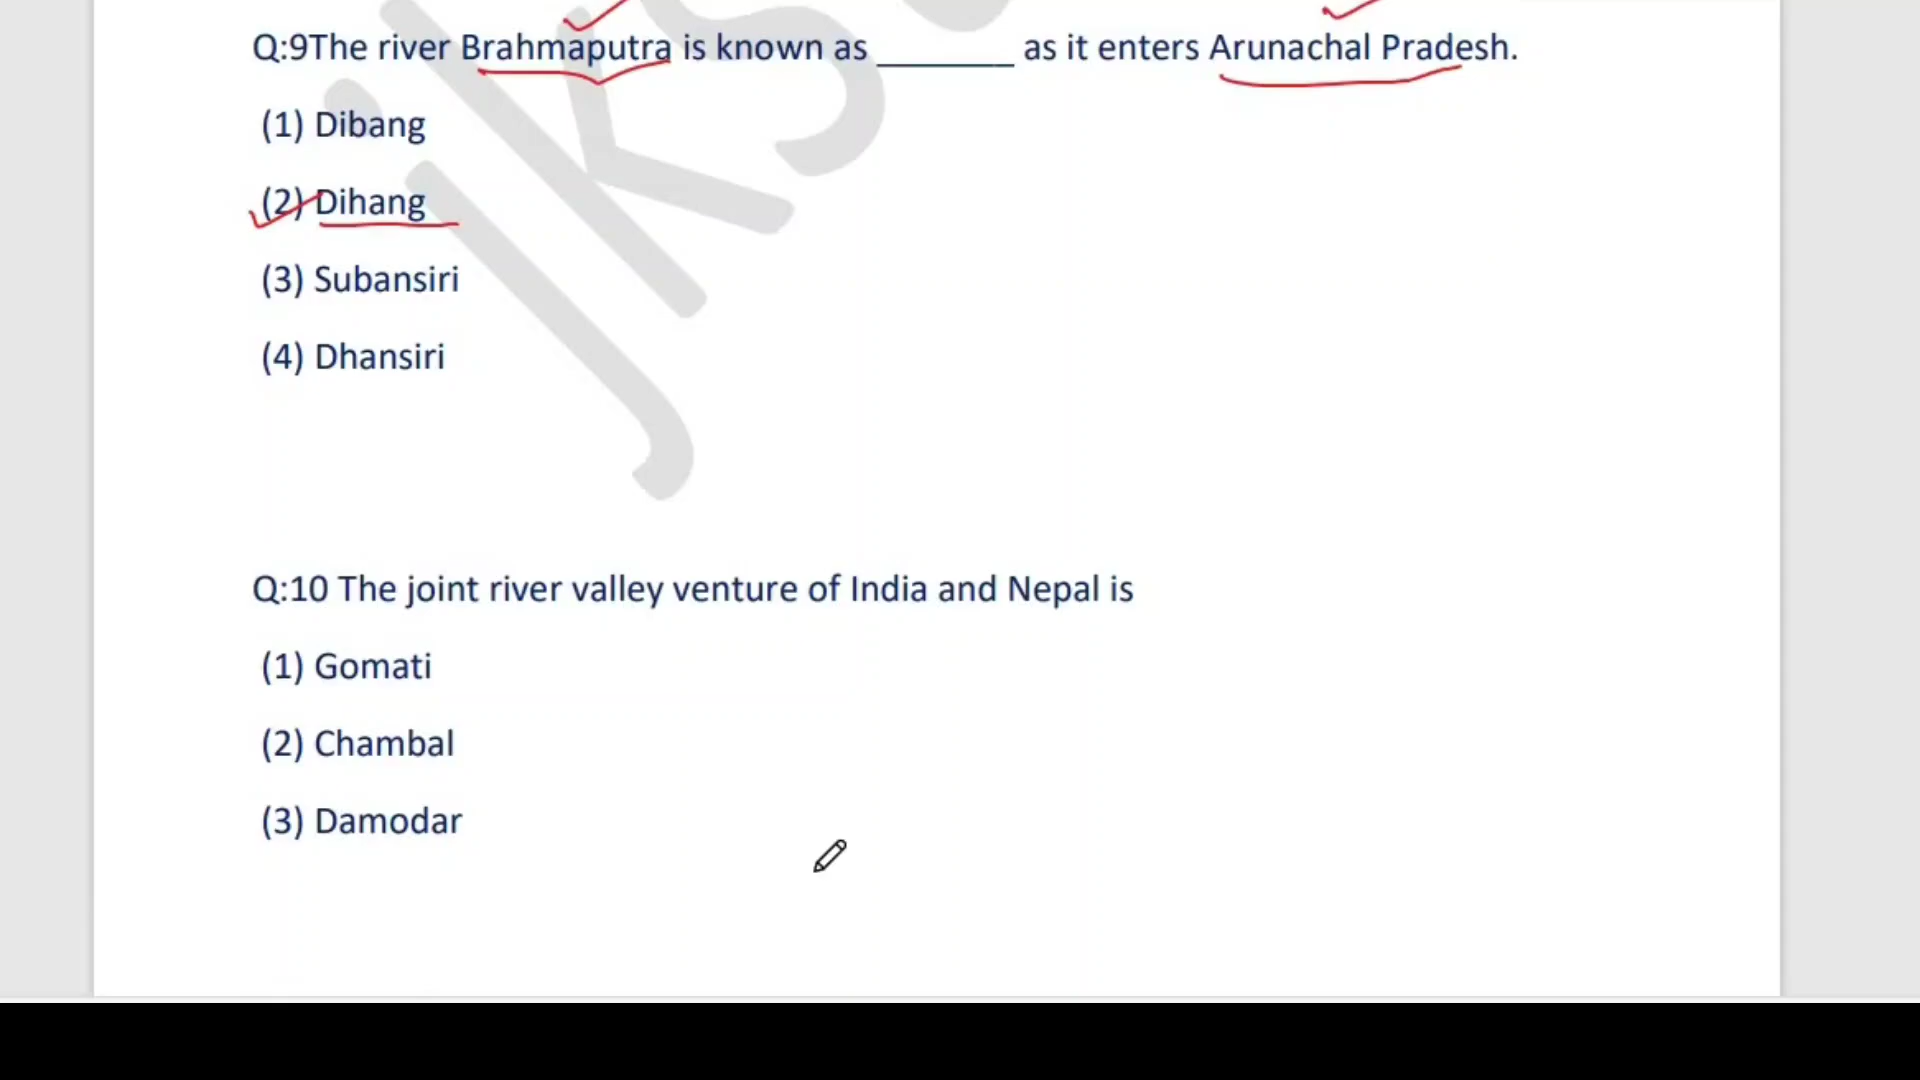 Q:9The river Brahmaputra is known as ________ as it enters Arunachal Pradesh.
(1) Dibang
(2) Dihang
(3) Subansiri
(4) Dhansiri
Q:10 The joint river valley venture of India and Nepal is
(1) Gomati
(2) Chambal
(3) Damodar